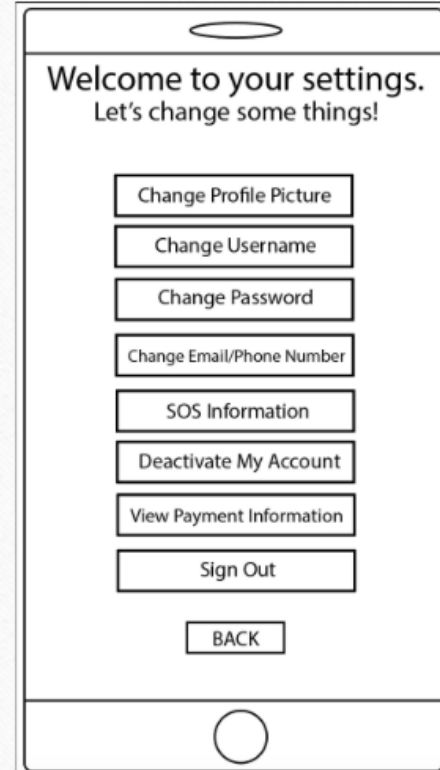 Welcome to your settings.
Let's change some things!
Change Profile Picture
Change Username
Change Password
Change Email/Phone Number
SOS Information
Deactivate My Account
View Payment Information
Sign Out
BACK